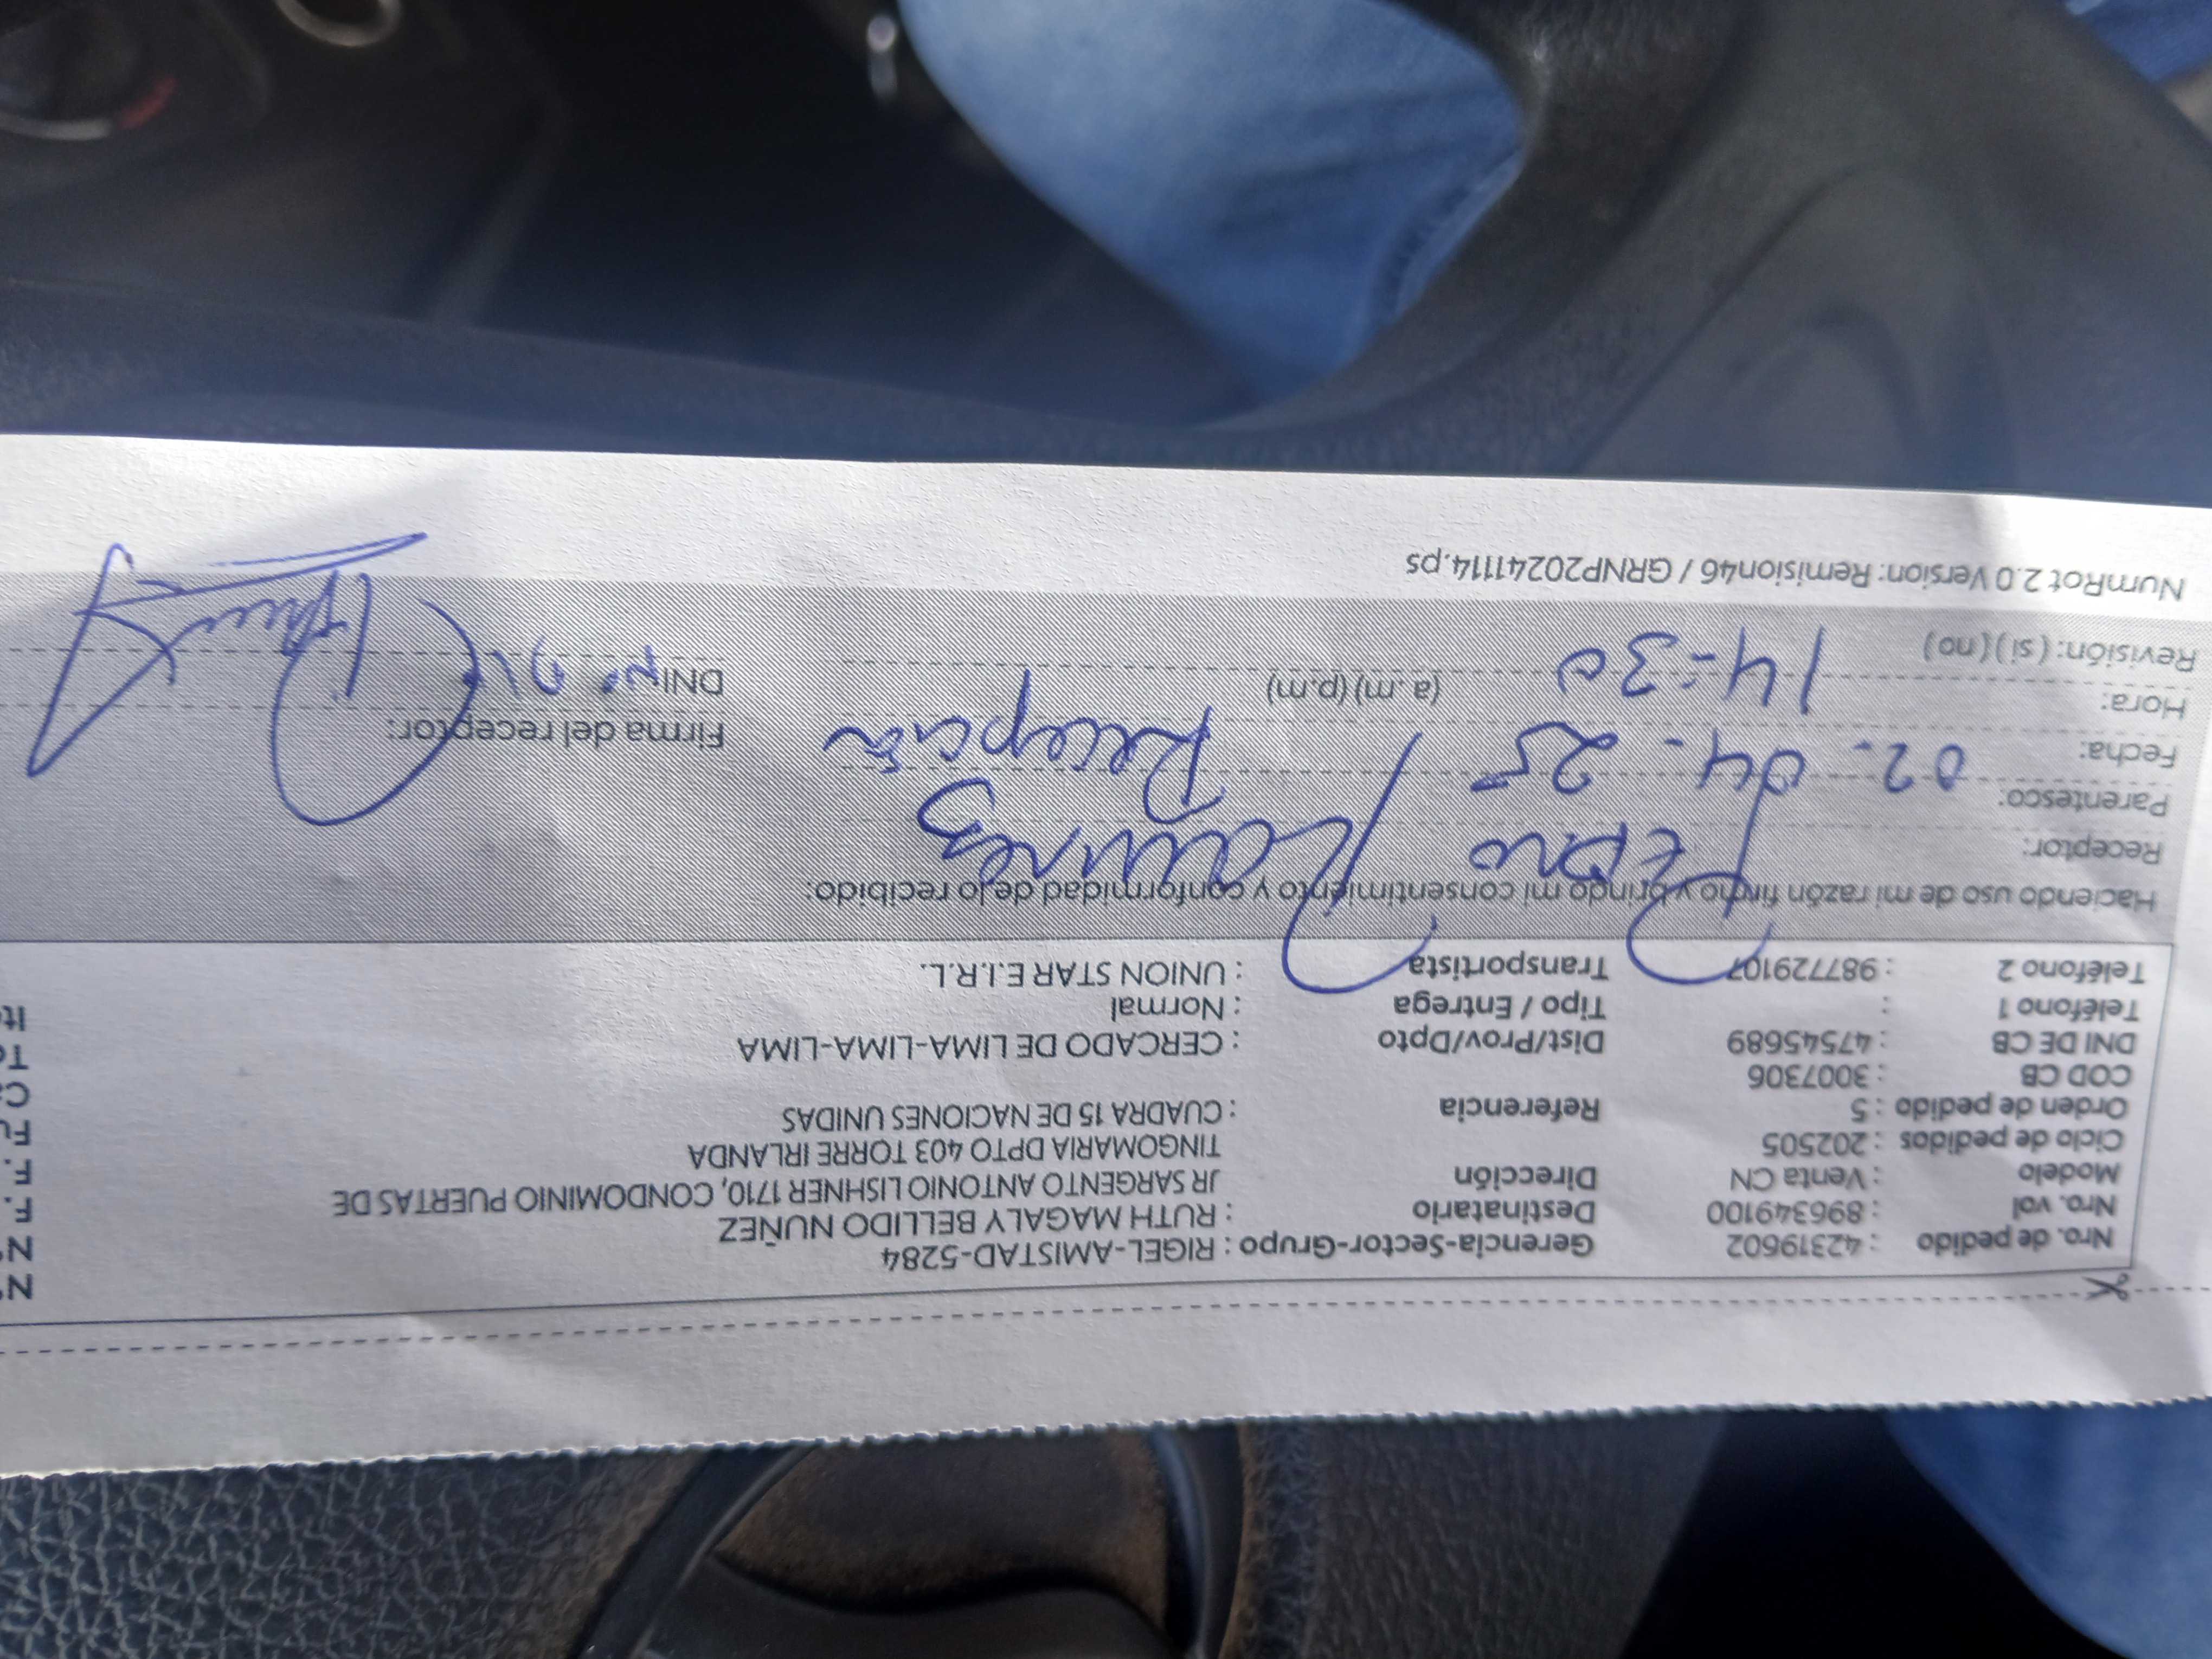 Nro. de pedido : 42319602 Gerencia-Sector-Grupo : RIGEL-AMISTAD-5284
Nro. vol : 896349100 Destinatario : RUTH MAGALY BELLIDO NUÑEZ
Modelo : Venta CN Dirección JR SARGENTO ANTONIO LISHNER 1710, CONDOMINIO PUERTAS DE
Ciclo de pedidos : 202505 TINGOMARIA DPTO 403 TORRE IRLANDA
Orden de pedido : 5 Referencia : CUADRA 15 DE NACIONES UNIDAS
COD CB : 3007306
DNI DE CB : 47545689 Dist/Prov/Dpto : CERCADO DE LIMA-LIMA-LIMA
Teléfono 1 : Tipo / Entrega : Normal
Teléfono 2 : 987729107 Transportista : UNION STAR E.I.R.L.
Haciendo uso de mi razón firmo y brindo mi consentimiento y conformidad de lo recibido:
Receptor: Pedro Ramirez
Parentesco: Recepción
Fecha: 02-04-25 Firma del receptor:
Hora: 14:30 (a.m) (p.m) DNI Nº
Revisión: (si) (no)
NumRot 2.0 Version: Remision46 / GRNP20241114.ps